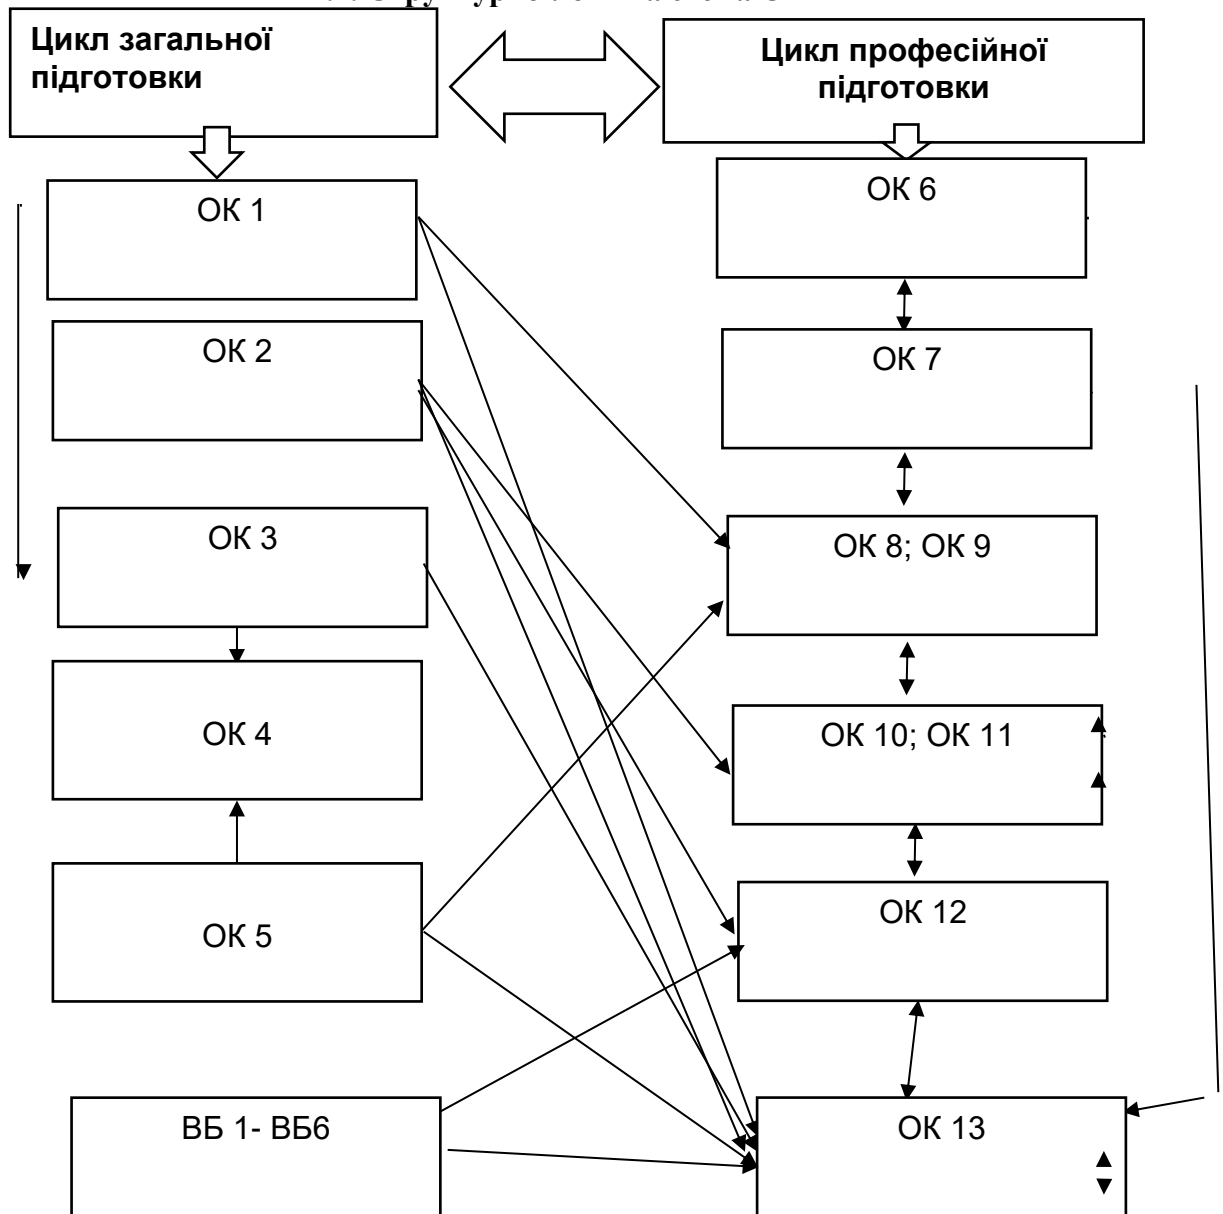 Цикл загальної
підготовки
Цикл професійної
підготовки
ОК 1
ОК 6
ОК 2
ОК 7
ОК 3
ОК 8; ОК 9
ОК 4
ОК 10; ОК 11
ОК 5
ОК 12
ВБ 1- ВБ6
ОК 13